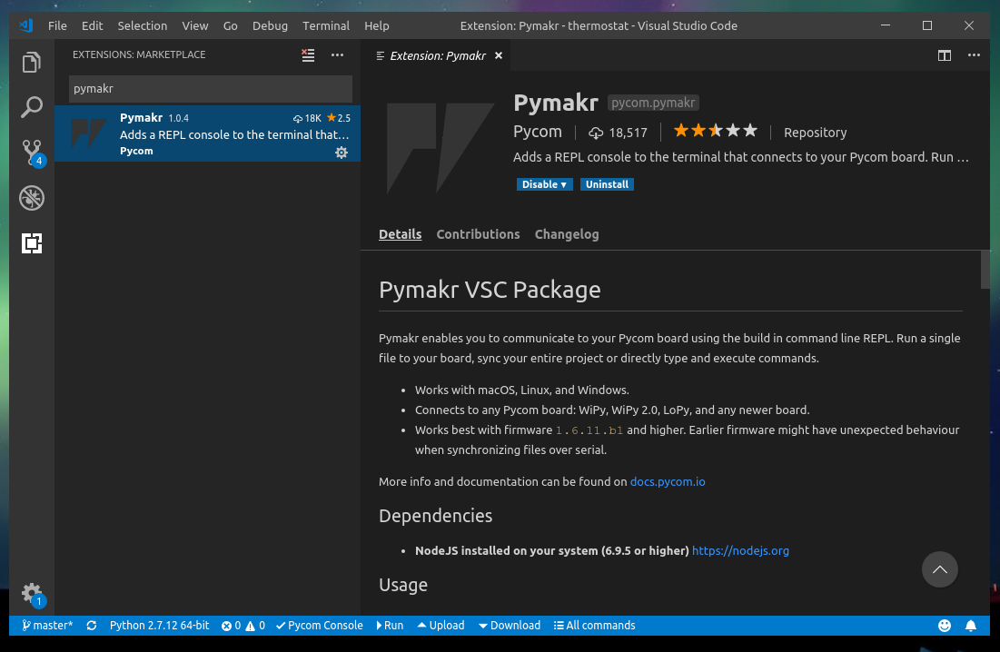 File Edit Selection View Go Debug Terminal Help Extension: Pymakr - thermostat - Visual Studio Code
EXTENSIONS: MARKETPLACE
Extension: Pymakr
pymakr
Pymakr 1.0.4 18K 2.5
Adds a REPL console to the terminal that…
Pycom
4
Pymakr pycom.pymakr
Pycom 18,517 Repository
Adds a REPL console to the terminal that connects to your Pycom board. Run …
Disable Uninstall
Details Contributions Changelog
Pymakr VSC Package
Pymakr enables you to communicate to your Pycom board using the build in command line REPL. Run a single
file to your board, sync your entire project or directly type and execute commands.
• Works with macOS, Linux, and Windows.
• Connects to any Pycom board: WiPy, WiPy 2.0, LoPy, and any newer board.
• Works best with firmware 1.6.11.b1 and higher. Earlier firmware might have unexpected behaviour
when synchronizing files over serial.
More info and documentation can be found on docs.pycom.io
Dependencies
• NodeJS installed on your system (6.9.5 or higher) https://nodejs.org
Usage
1
master* Python 2.7.12 64-bit 0 0 Pycom Console Run Upload Download All commands